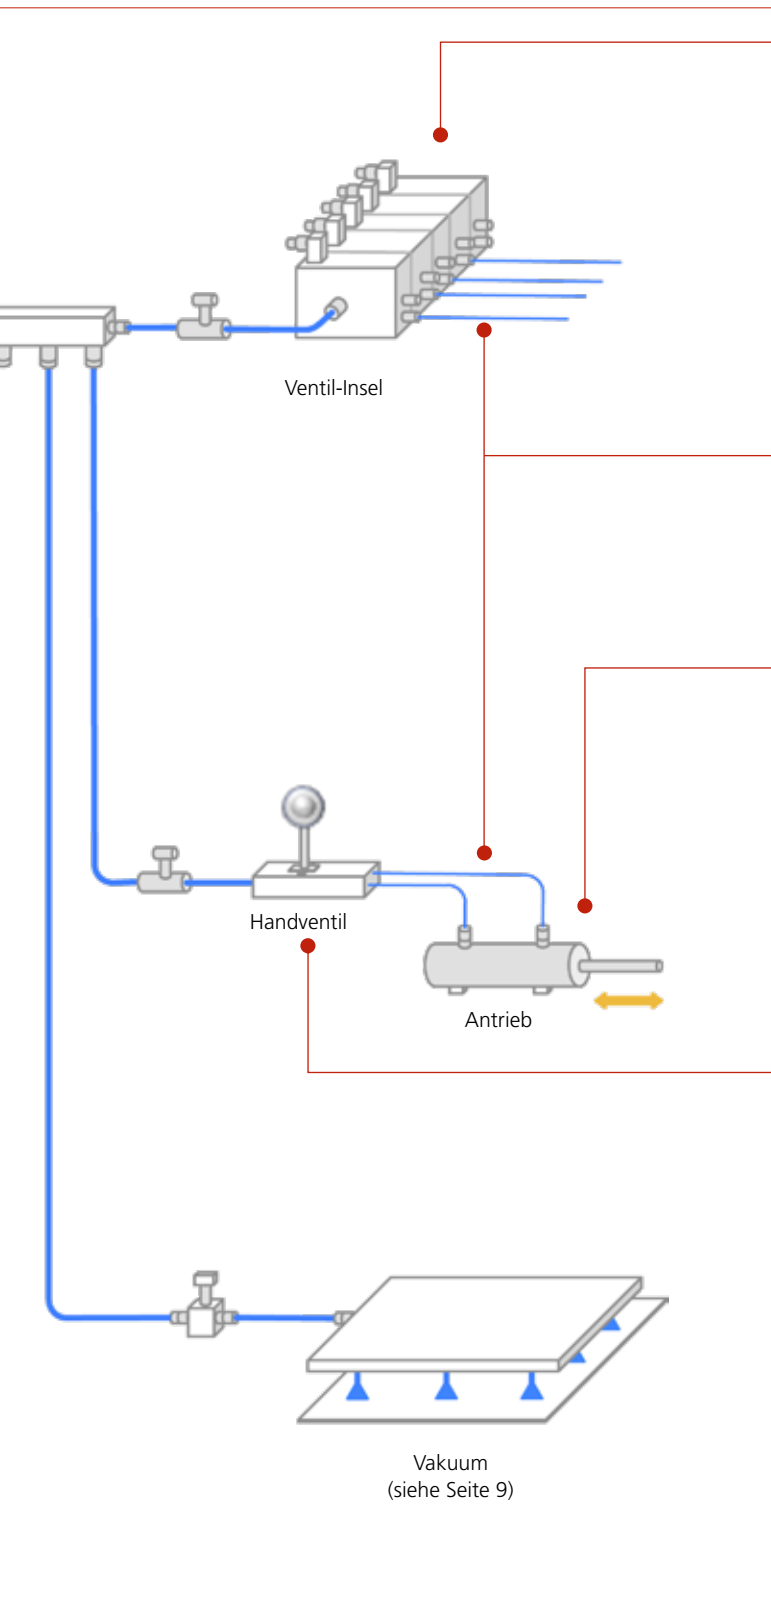 Ventil-Insel
Handventil
Antrieb
Vakuum
(siehe Seite 9)